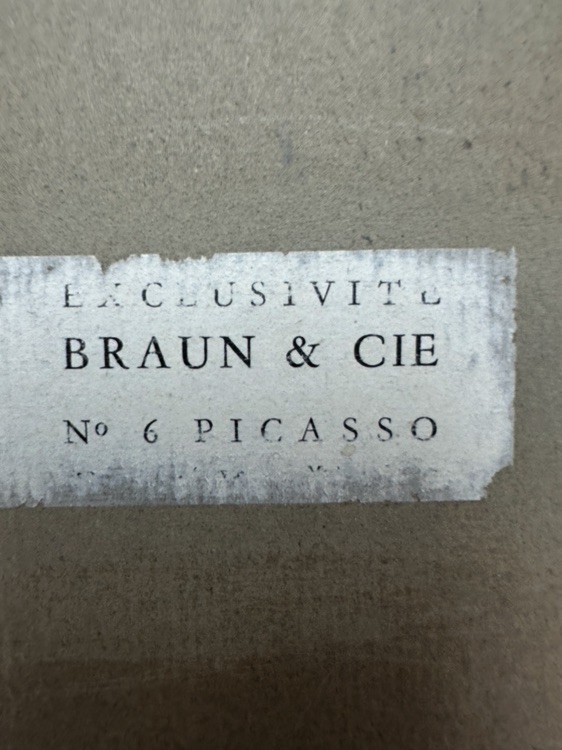 EXCLUSIVITE
BRAUN & CIE
Nº 6 PICASSO